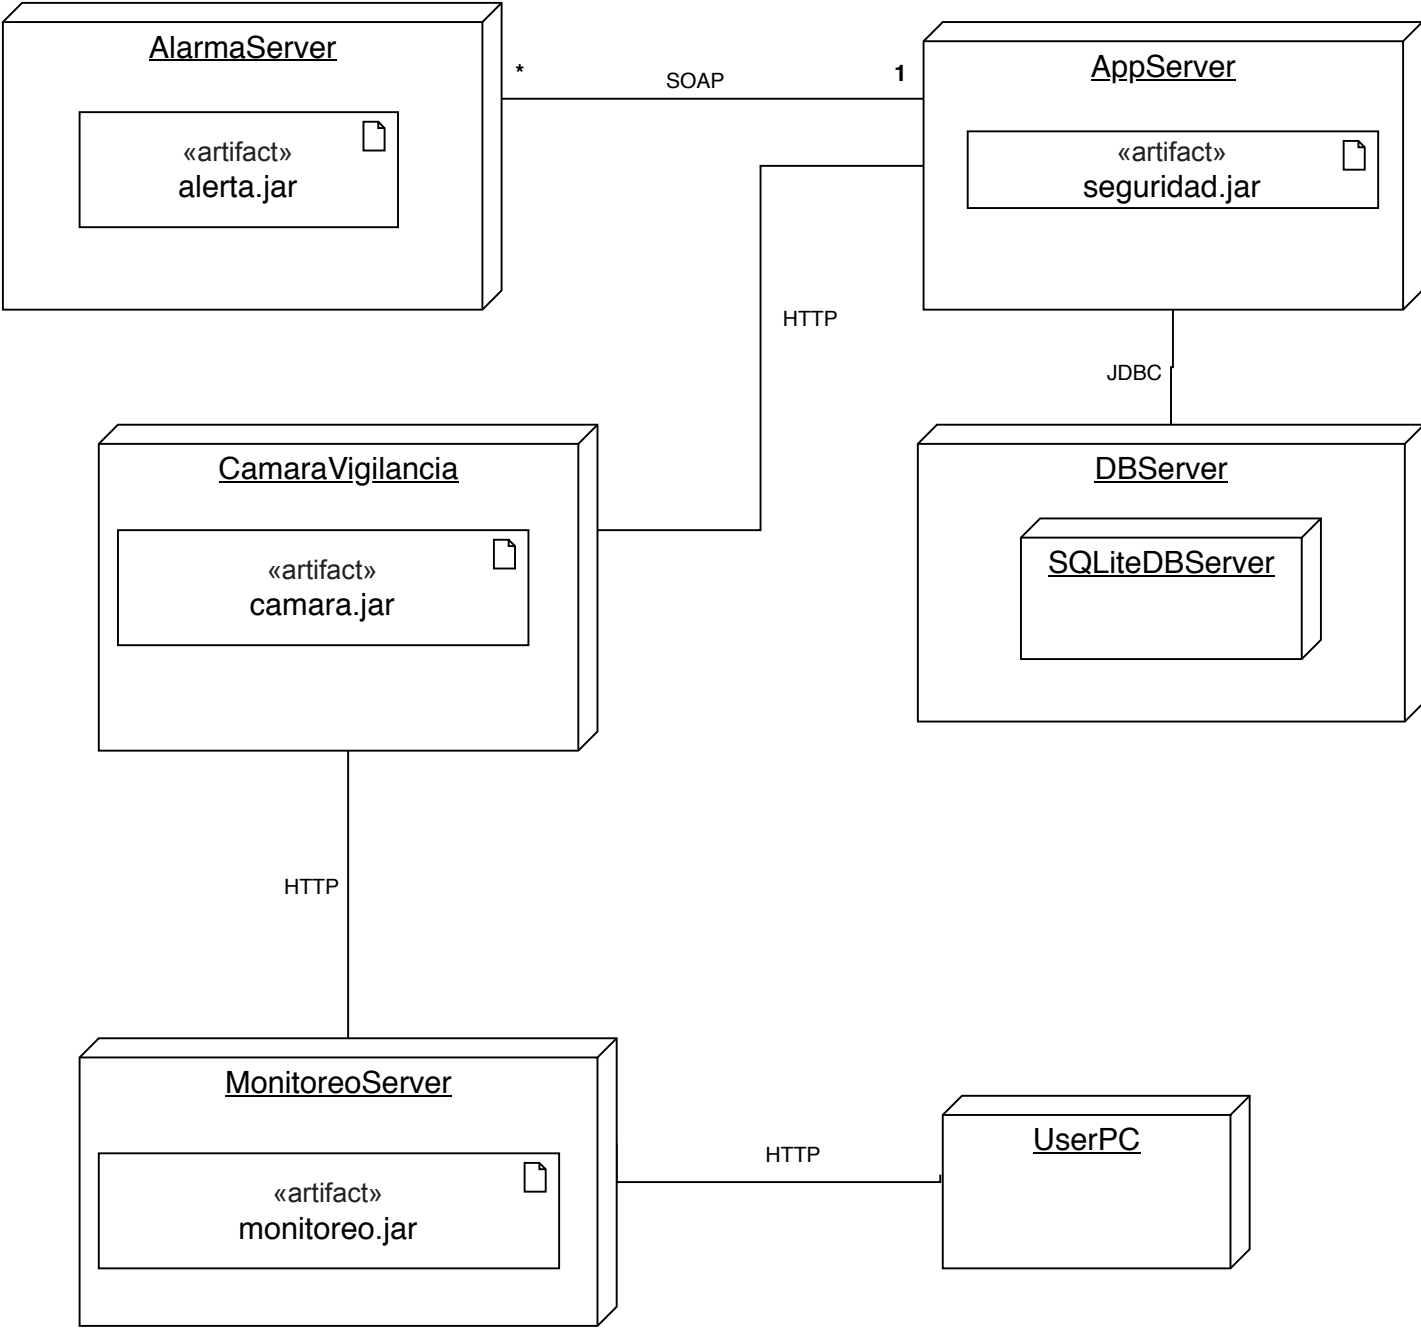 AlarmaServer
«artifact»
alerta.jar
*
SOAP
1
AppServer
«artifact»
seguridad.jar
HTTP
JDBC
CamaraVigilancia
«artifact»
camara.jar
DBServer
SQLiteDBServer
HTTP
MonitoreoServer
«artifact»
monitoreo.jar
HTTP
UserPC